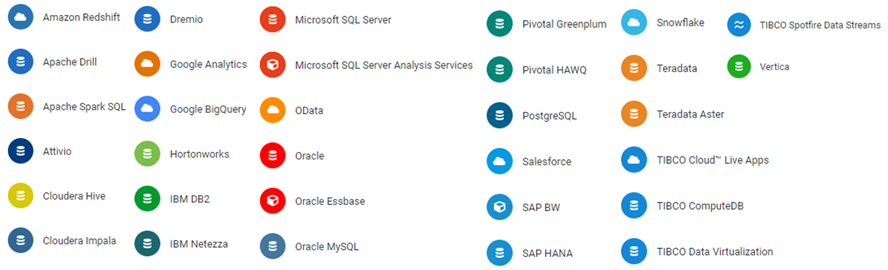 Amazon Redshift
Apache Drill
Apache Spark SQL
Attivio
Cloudera Hive
Cloudera Impala
Dremio
Google Analytics
Google BigQuery
Hortonworks
IBM DB2
IBM Netezza
Microsoft SQL Server
Microsoft SQL Server Analysis Services
OData
Oracle
Oracle Essbase
Oracle MySQL
Pivotal Greenplum
Pivotal HAWQ
PostgreSQL
Salesforce
SAP BW
SAP HANA
Snowflake
Teradata
Teradata Aster
TIBCO Cloud™ Live Apps
TIBCO ComputeDB
TIBCO Data Virtualization
TIBCO Spotfire Data Streams
Vertica